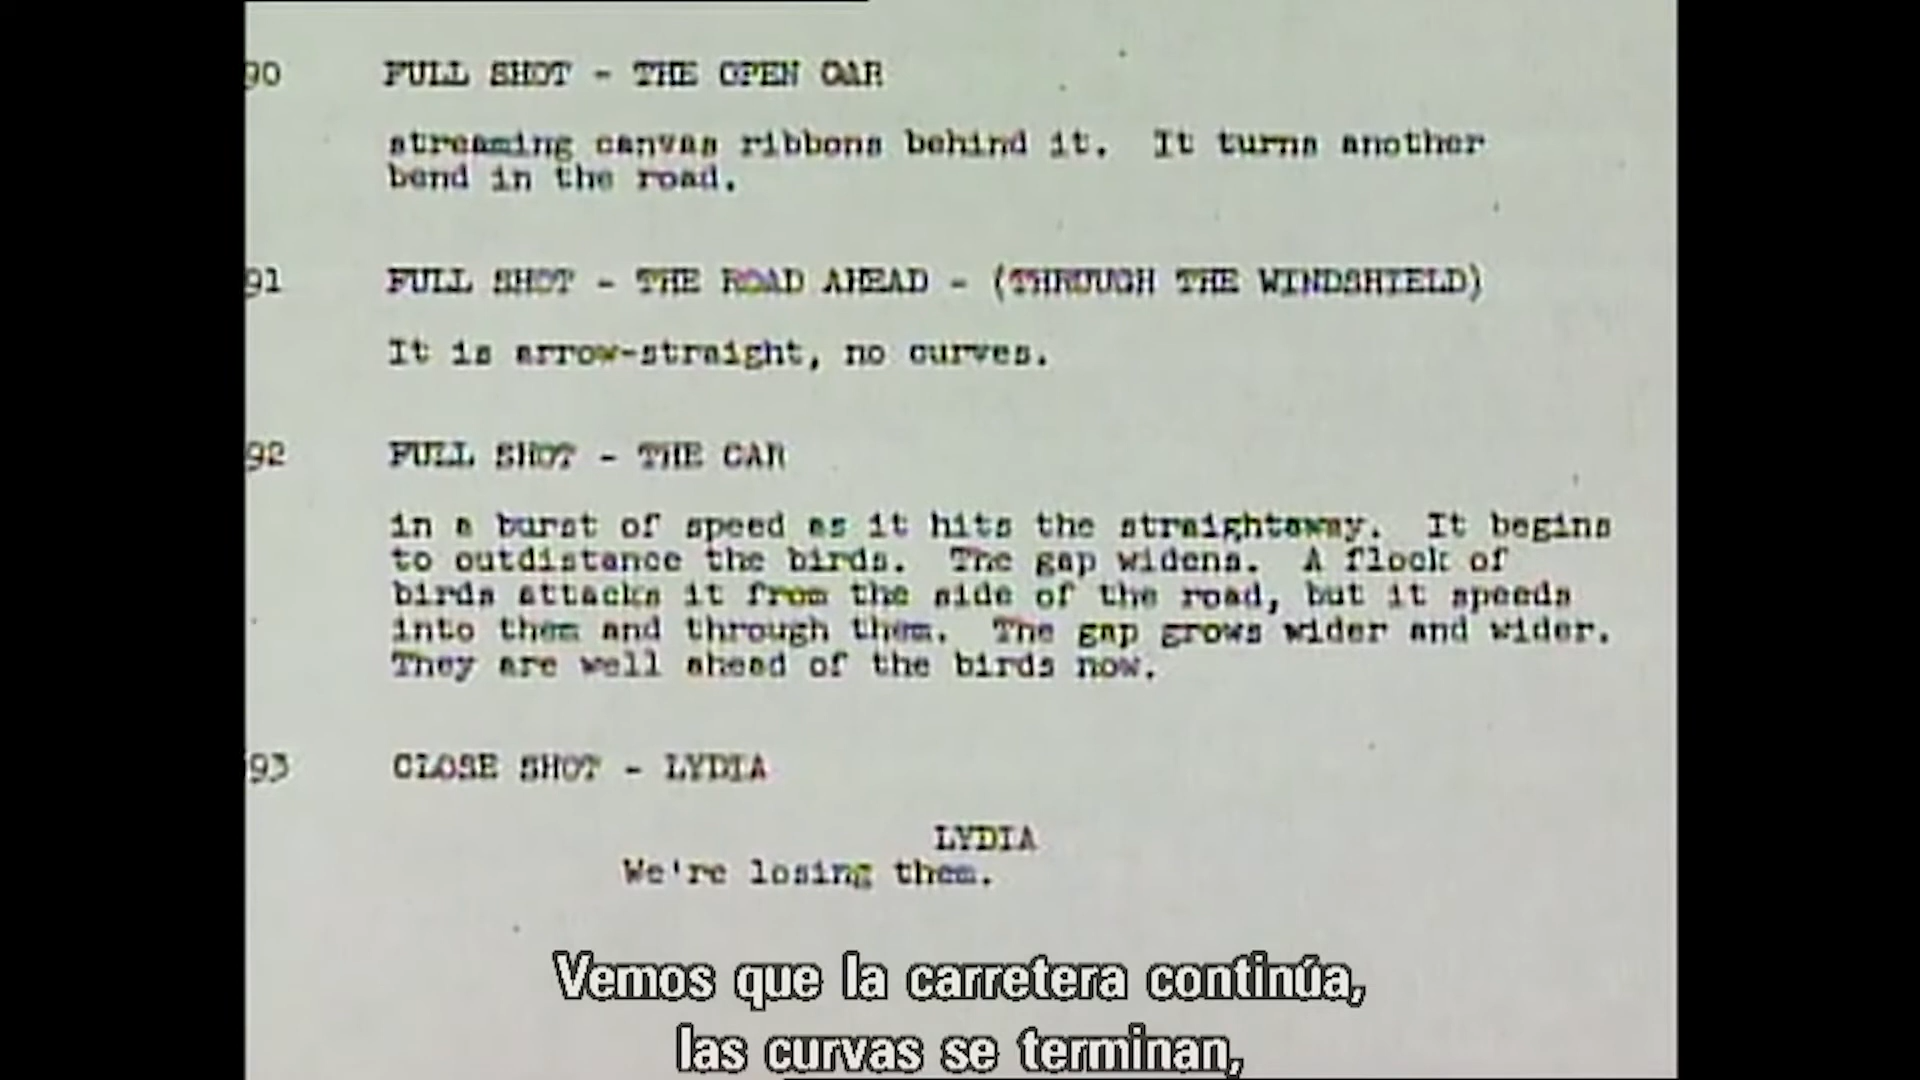 90 FULL SHOT - THE OPEN CAR
streaming canvas ribbons behind it. It turns another
bend in the road.
91 FULL SHOT - THE ROAD AHEAD - (THROUGH THE WINDSHIELD)
It is arrow-straight, no curves.
92 FULL SHOT - THE CAR
in a burst of speed as it hits the straightaway. It begins
to outdistance the birds. The gap widens. A flock of
birds attacks it from the side of the road, but it speeds
into them and through them. The gap grows wider and wider.
They are well ahead of the birds now.
93 CLOSE SHOT - LYDIA
LYDIA
We're losing them.
Vemos que la carretera continúa,
las curvas se terminan,